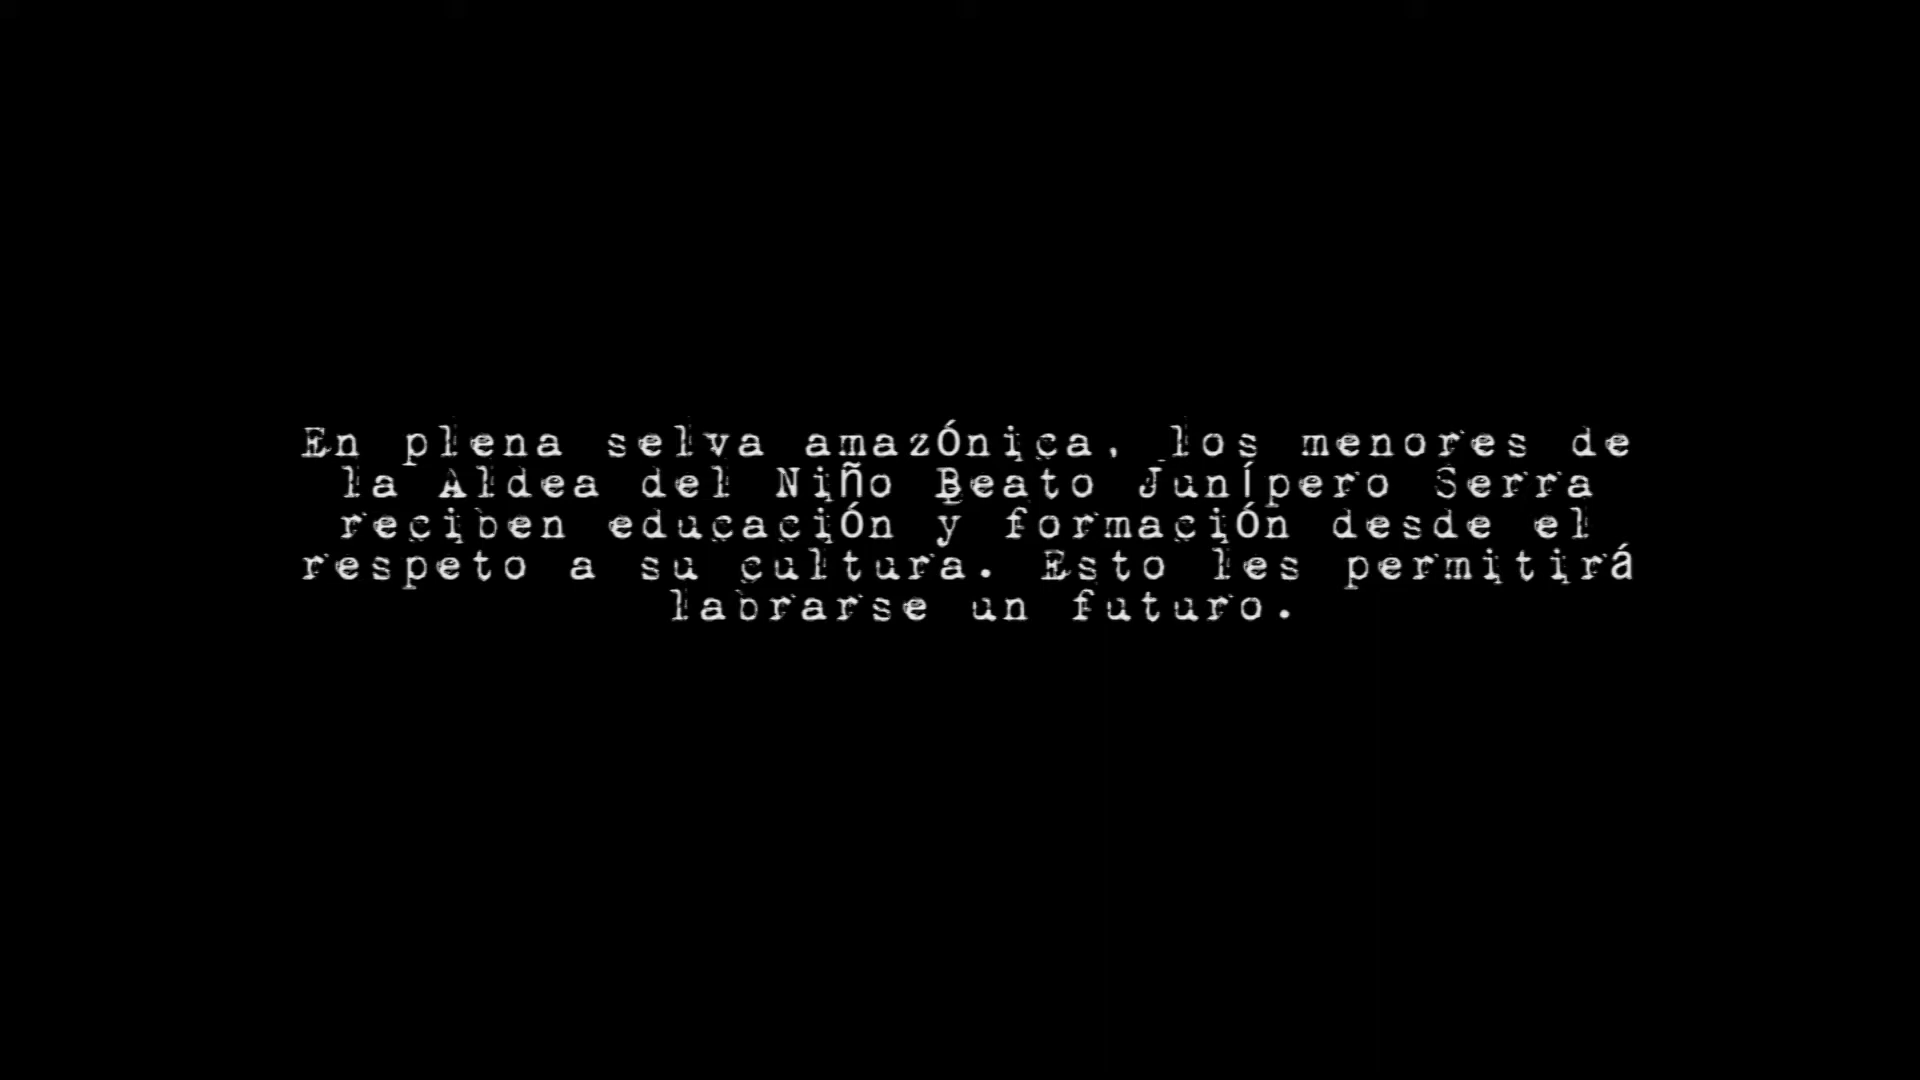 En plena selva amazónica, los menores de
la Aldea del Niño Beato Junípero Serra
reciben educación y formación desde el
respeto a su cultura. Esto les permitirá
labrarse un futuro.